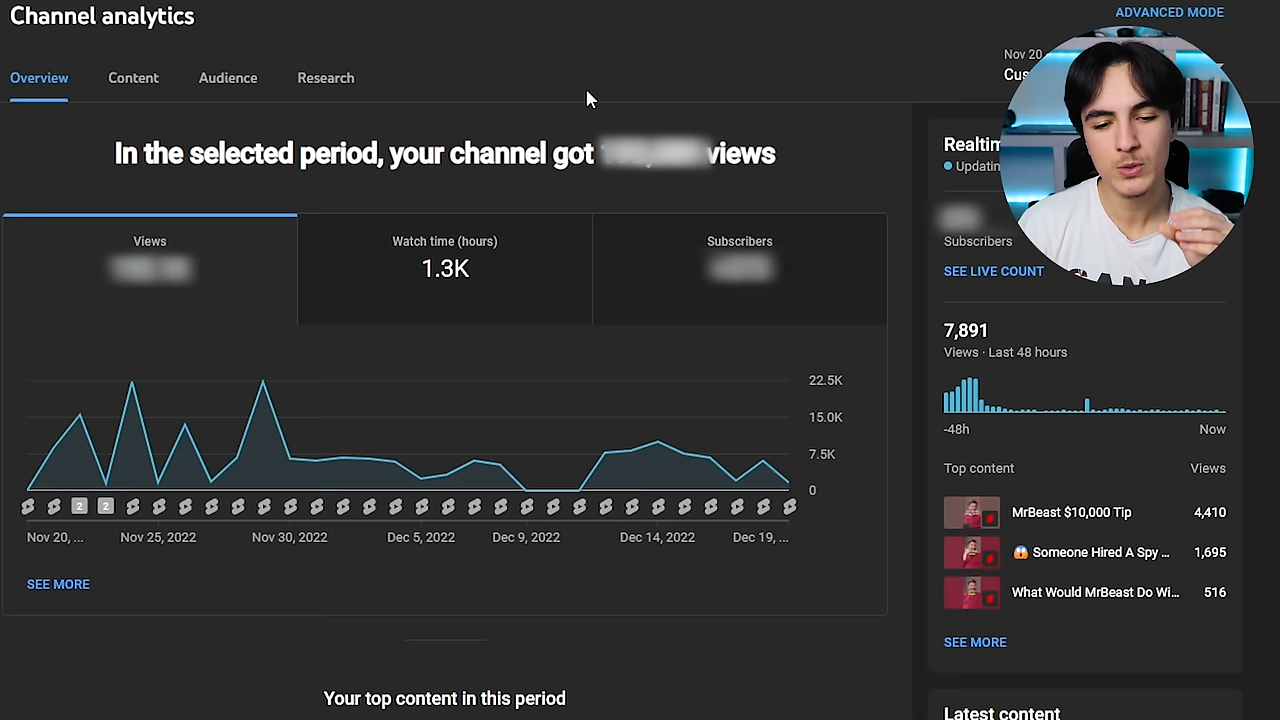 Channel analytics
ADVANCED MODE
Overview
Content
Audience
Research
Nov 20
Cus
In the selected period, your channel got views
Views
Watch time (hours)
1.3K
Subscribers
22.5K
15.0K
7.5K
0
2
2
Nov 20, ...
Nov 25, 2022
Nov 30, 2022
Dec 5, 2022
Dec 9, 2022
Dec 14, 2022
Dec 19, ...
SEE MORE
Your top content in this period
Realtim
Updatin
Subscribers
SEE LIVE COUNT
7,891
Views · Last 48 hours
-48h
Now
Top content
Views
MrBeast $10,000 Tip
4,410
😱 Someone Hired A Spy ...
1,695
What Would MrBeast Do Wi...
516
SEE MORE
Latest content